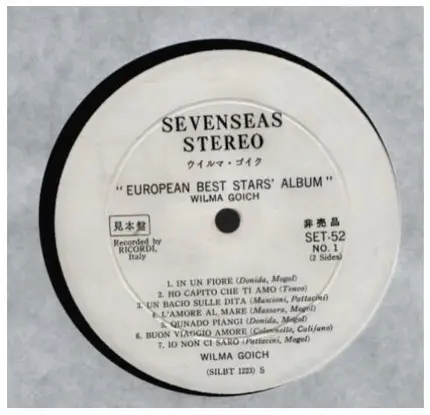 SEVENSEAS
STEREO
ウイルマ・ゴイク
"EUROPEAN BEST STARS' ALBUM"
WILMA GOICH
見本盤
Recorded by
RICORDI,
Italy
非売品
SET-52
NO. 1
(2 Sides)
1. IN UN FIORE (Donida, Mogol)
2. HO CAPITO CHE TI AMO (Tenco)
3. UN BACIO SULLE DITA (Mascioni, Pattacini)
4. L'AMORE AL MARE (Massara, Mogol)
5. QUNADO PIANGI (Donida, Mogol)
6. BUON VIAGGIO AMORE (Colonnello, Califano)
7. IO NON CI SARO (Pattacini, Mogol)
WILMA GOICH
(SILBT 1223) S